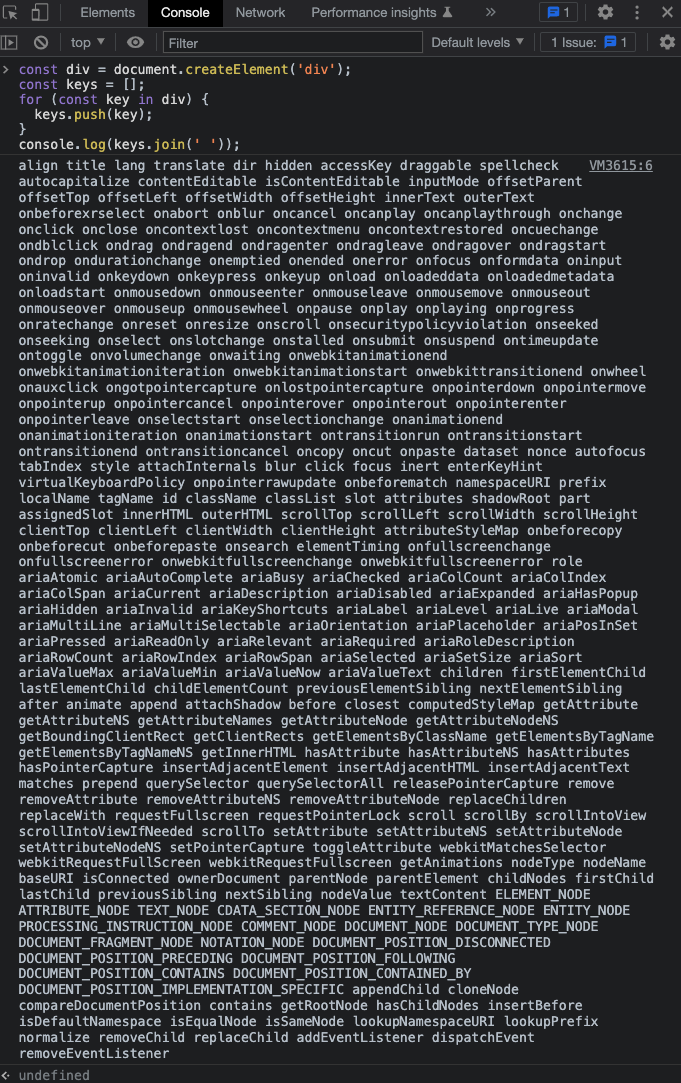 Elements Console Network Performance insights » 1
top Filter Default levels 1 Issue: 1
> const div = document.createElement('div');
const keys = [];
for (const key in div) {
  keys.push(key);
}
console.log(keys.join(' '));
align title lang translate dir hidden accessKey draggable spellcheck VM3615:6
autocapitalize contentEditable isContentEditable inputMode offsetParent
offsetTop offsetLeft offsetWidth offsetHeight innerText outerText
onbeforexrselect onabort onblur oncancel oncanplay oncanplaythrough onchange
onclick onclose oncontextlost oncontextmenu oncontextrestored oncuechange
ondblclick ondrag ondragend ondragenter ondragleave ondragover ondragstart
ondrop ondurationchange onemptied onended onerror onfocus onformdata oninput
oninvalid onkeydown onkeypress onkeyup onload onloadeddata onloadedmetadata
onloadstart onmousedown onmouseenter onmouseleave onmousemove onmouseout
onmouseover onmouseup onmousewheel onpause onplay onplaying onprogress
onratechange onreset onresize onscroll onsecuritypolicyviolation onseeked
onseeking onselect onslotchange onstalled onsubmit onsuspend ontimeupdate
ontoggle onvolumechange onwaiting onwebkitanimationend
onwebkitanimationiteration onwebkitanimationstart onwebkittransitionend onwheel
onauxclick ongotpointercapture onlostpointercapture onpointerdown onpointermove
onpointerup onpointercancel onpointerover onpointerout onpointerenter
onpointerleave onselectstart onselectionchange onanimationend
onanimationiteration onanimationstart ontransitionrun ontransitionstart
ontransitionend ontransitioncancel oncopy oncut onpaste dataset nonce autofocus
tabIndex style attachInternals blur click focus inert enterKeyHint
virtualKeyboardPolicy onpointerrawupdate onbeforematch namespaceURI prefix
localName tagName id className classList slot attributes shadowRoot part
assignedSlot innerHTML outerHTML scrollTop scrollLeft scrollWidth scrollHeight
clientTop clientLeft clientWidth clientHeight attributeStyleMap onbeforecopy
onbeforecut onbeforepaste onsearch elementTiming onfullscreenchange
onfullscreenerror onwebkitfullscreenchange onwebkitfullscreenerror role
ariaAtomic ariaAutoComplete ariaBusy ariaChecked ariaColCount ariaColIndex
ariaColSpan ariaCurrent ariaDescription ariaDisabled ariaExpanded ariaHasPopup
ariaHidden ariaInvalid ariaKeyShortcuts ariaLabel ariaLevel ariaLive ariaModal
ariaMultiLine ariaMultiSelectable ariaOrientation ariaPlaceholder ariaPosInSet
ariaPressed ariaReadOnly ariaRelevant ariaRequired ariaRoleDescription
ariaRowCount ariaRowIndex ariaRowSpan ariaSelected ariaSetSize ariaSort
ariaValueMax ariaValueMin ariaValueNow ariaValueText children firstElementChild
lastElementChild childElementCount previousElementSibling nextElementSibling
after animate append attachShadow before closest computedStyleMap getAttribute
getAttributeNS getAttributeNames getAttributeNode getAttributeNodeNS
getBoundingClientRect getClientRects getElementsByClassName getElementsByTagName
getElementsByTagNameNS getInnerHTML hasAttribute hasAttributeNS hasAttributes
hasPointerCapture insertAdjacentElement insertAdjacentHTML insertAdjacentText
matches prepend querySelector querySelectorAll releasePointerCapture remove
removeAttribute removeAttributeNS removeAttributeNode replaceChildren
replaceWith requestFullscreen requestPointerLock scroll scrollBy scrollIntoView
scrollIntoViewIfNeeded scrollTo setAttribute setAttributeNS setAttributeNode
setAttributeNodeNS setPointerCapture toggleAttribute webkitMatchesSelector
webkitRequestFullScreen webkitRequestFullscreen getAnimations nodeType nodeName
baseURI isConnected ownerDocument parentNode parentElement childNodes firstChild
lastChild previousSibling nextSibling nodeValue textContent ELEMENT_NODE
ATTRIBUTE_NODE TEXT_NODE CDATA_SECTION_NODE ENTITY_REFERENCE_NODE ENTITY_NODE
PROCESSING_INSTRUCTION_NODE COMMENT_NODE DOCUMENT_NODE DOCUMENT_TYPE_NODE
DOCUMENT_FRAGMENT_NODE NOTATION_NODE DOCUMENT_POSITION_DISCONNECTED
DOCUMENT_POSITION_PRECEDING DOCUMENT_POSITION_FOLLOWING
DOCUMENT_POSITION_CONTAINS DOCUMENT_POSITION_CONTAINED_BY
DOCUMENT_POSITION_IMPLEMENTATION_SPECIFIC appendChild cloneNode
compareDocumentPosition contains getRootNode hasChildNodes insertBefore
isDefaultNamespace isEqualNode isSameNode lookupNamespaceURI lookupPrefix
normalize removeChild replaceChild addEventListener dispatchEvent
removeEventListener
undefined